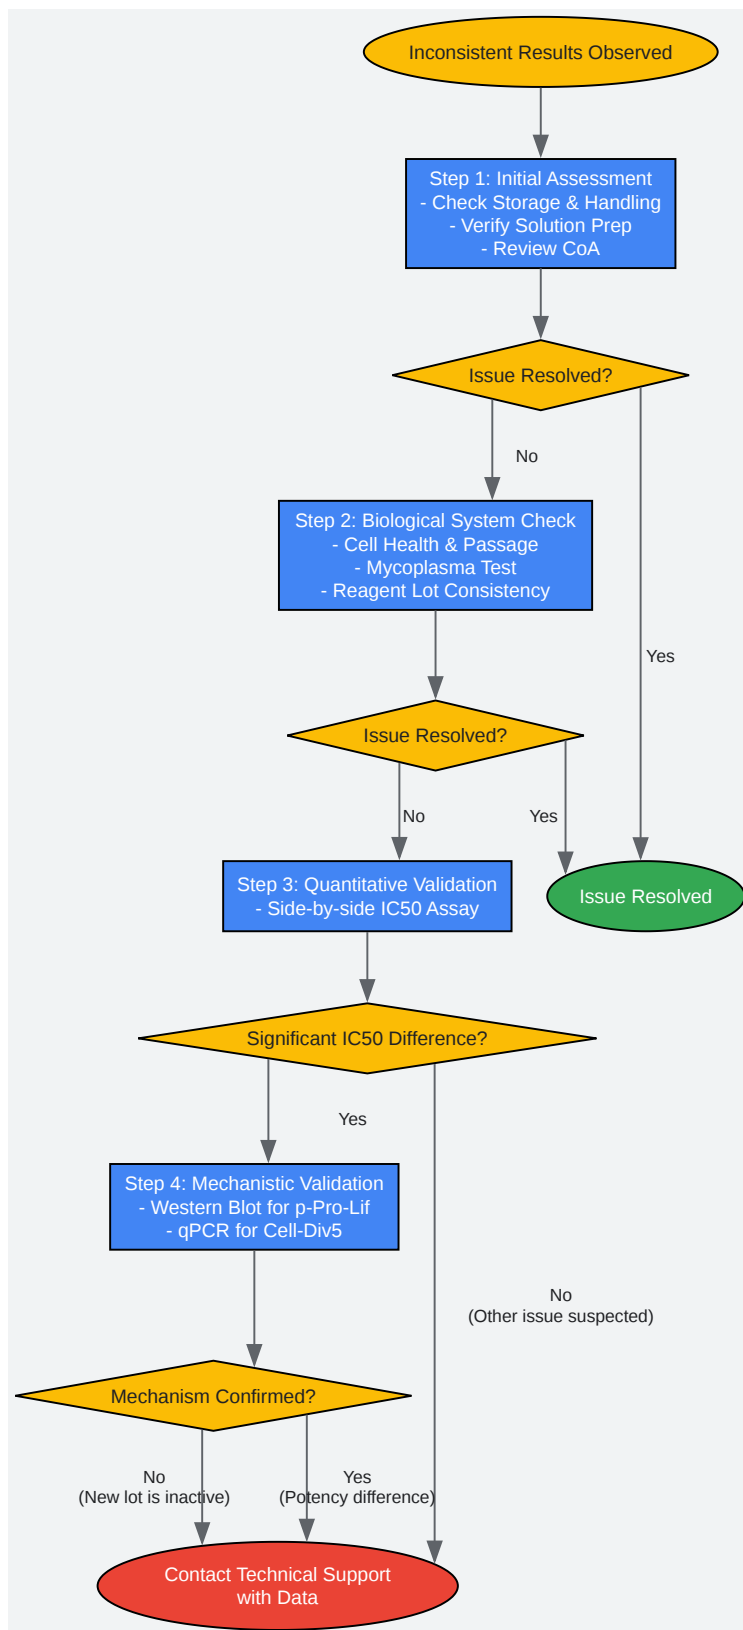 Inconsistent Results Observed
Step 1: Initial Assessment
- Check Storage & Handling
- Verify Solution Prep
- Review CoA
Issue Resolved?
No
Step 2: Biological System Check
- Cell Health & Passage
- Mycoplasma Test
- Reagent Lot Consistency
Yes
Issue Resolved?
No
Yes
Step 3: Quantitative Validation
- Side-by-side IC50 Assay
Issue Resolved
Significant IC50 Difference?
Yes
Step 4: Mechanistic Validation
- Western Blot for p-Pro-Lif
- qPCR for Cell-Div5
No
(Other issue suspected)
Mechanism Confirmed?
No
(New lot is inactive)
Yes
(Potency difference)
Contact Technical Support
with Data